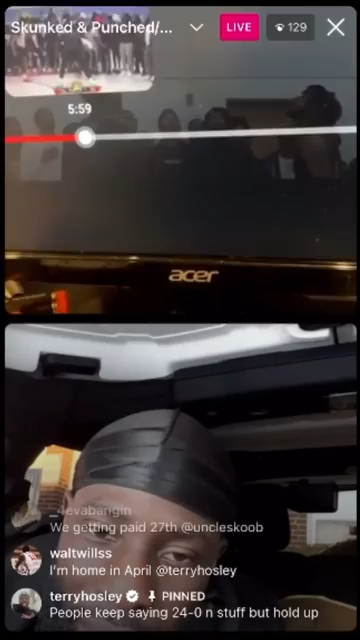 Skunked & Punched/...
LIVE
129
5:59
acer
_4evabangin
We getting paid 27th @uncleskoob
waltwillss
I'm home in April @terryhosley
terryhosley PINNED
People keep saying 24-0 n stuff but hold up